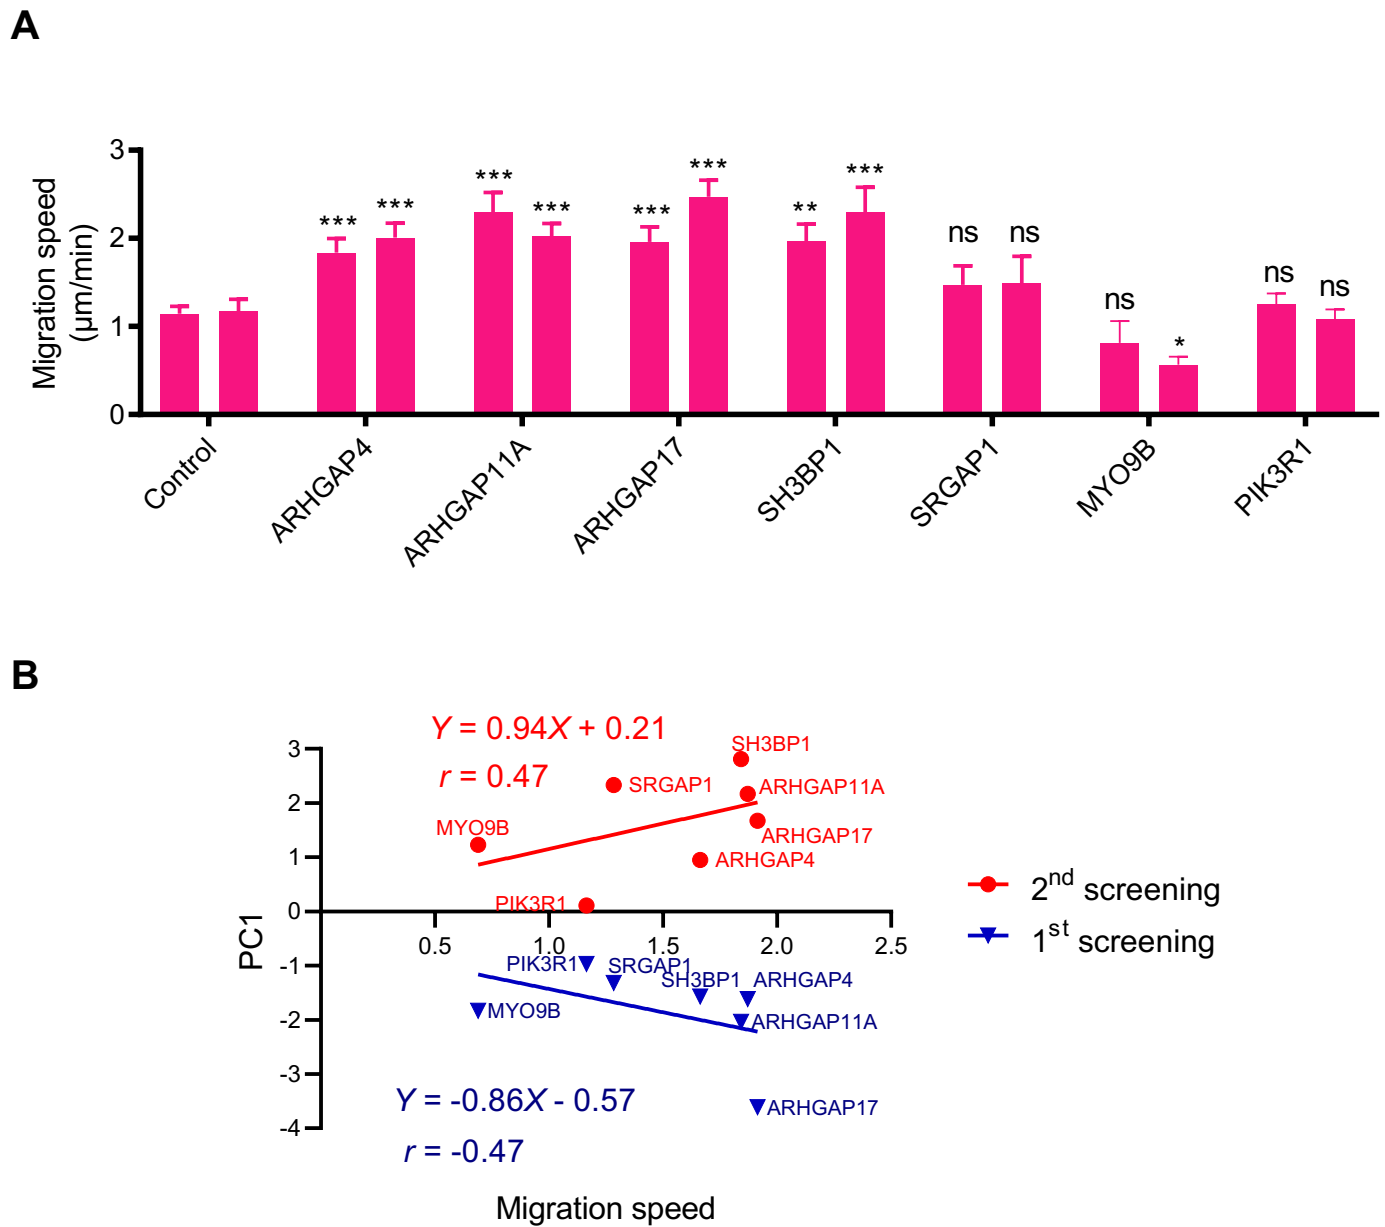 A
3
2
1
0
Migration speed
(μm/min)
***
***
***
***
***
***
**
***
ns
ns
ns
*
ns
ns
Control
ARHGAP4
ARHGAP11A
ARHGAP17
SH3BP1
SRGAP1
MYO9B
PIK3R1
B
Y = 0.94X + 0.21
r = 0.47
3
2
1
0
-1
-2
-3
-4
PC1
SH3BP1
SRGAP1
ARHGAP11A
MYO9B
ARHGAP17
ARHGAP4
PIK3R1
0.5
1.0
1.5
2.0
2.5
PIK3R1
SRGAP1
SH3BP1
ARHGAP4
MYO9B
ARHGAP11A
ARHGAP17
Y = -0.86X - 0.57
r = -0.47
2nd screening
1st screening
Migration speed